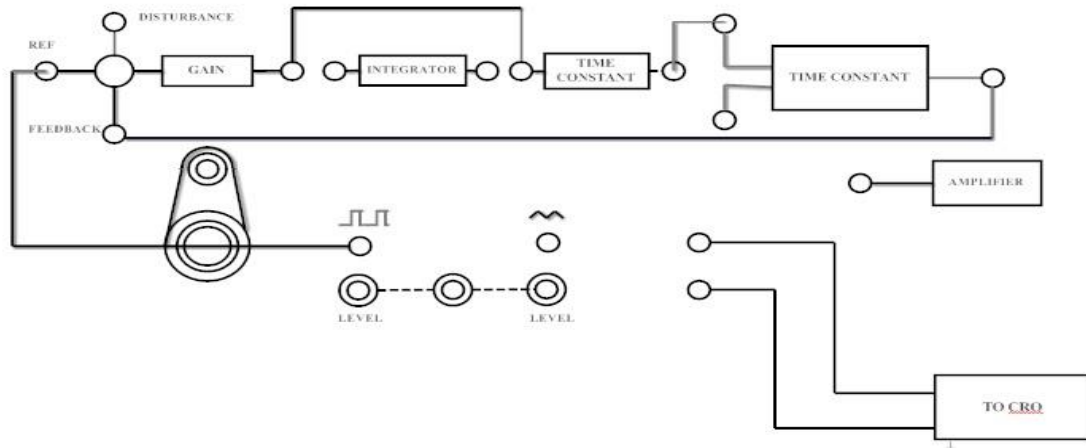 DISTURBANCE
REF
GAIN
INTEGRATOR
TIME
CONSTANT
TIME CONSTANT
FEEDBACK
AMPLIFIER
LEVEL
LEVEL
TO CRO